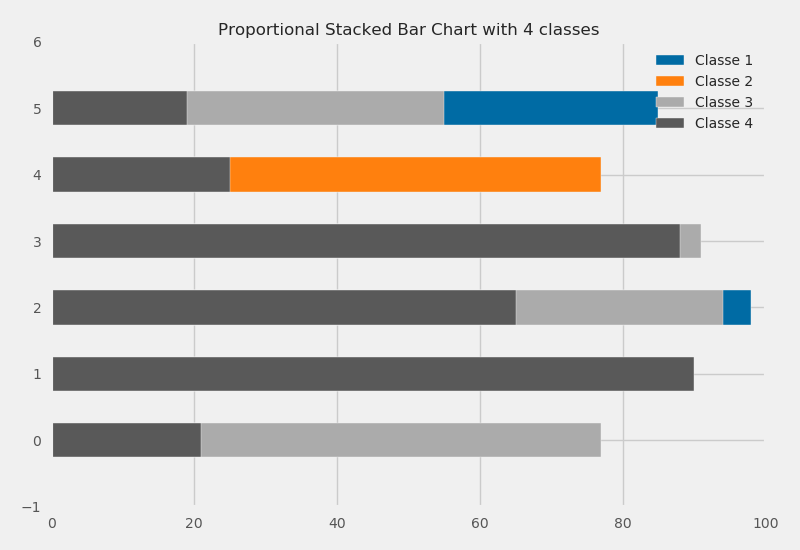 Proportional Stacked Bar Chart with 4 classes
6
Classe 1
Classe 2
Classe 3
Classe 4
5
4
3
2
1
0
−1
0 20 40 60 80 100